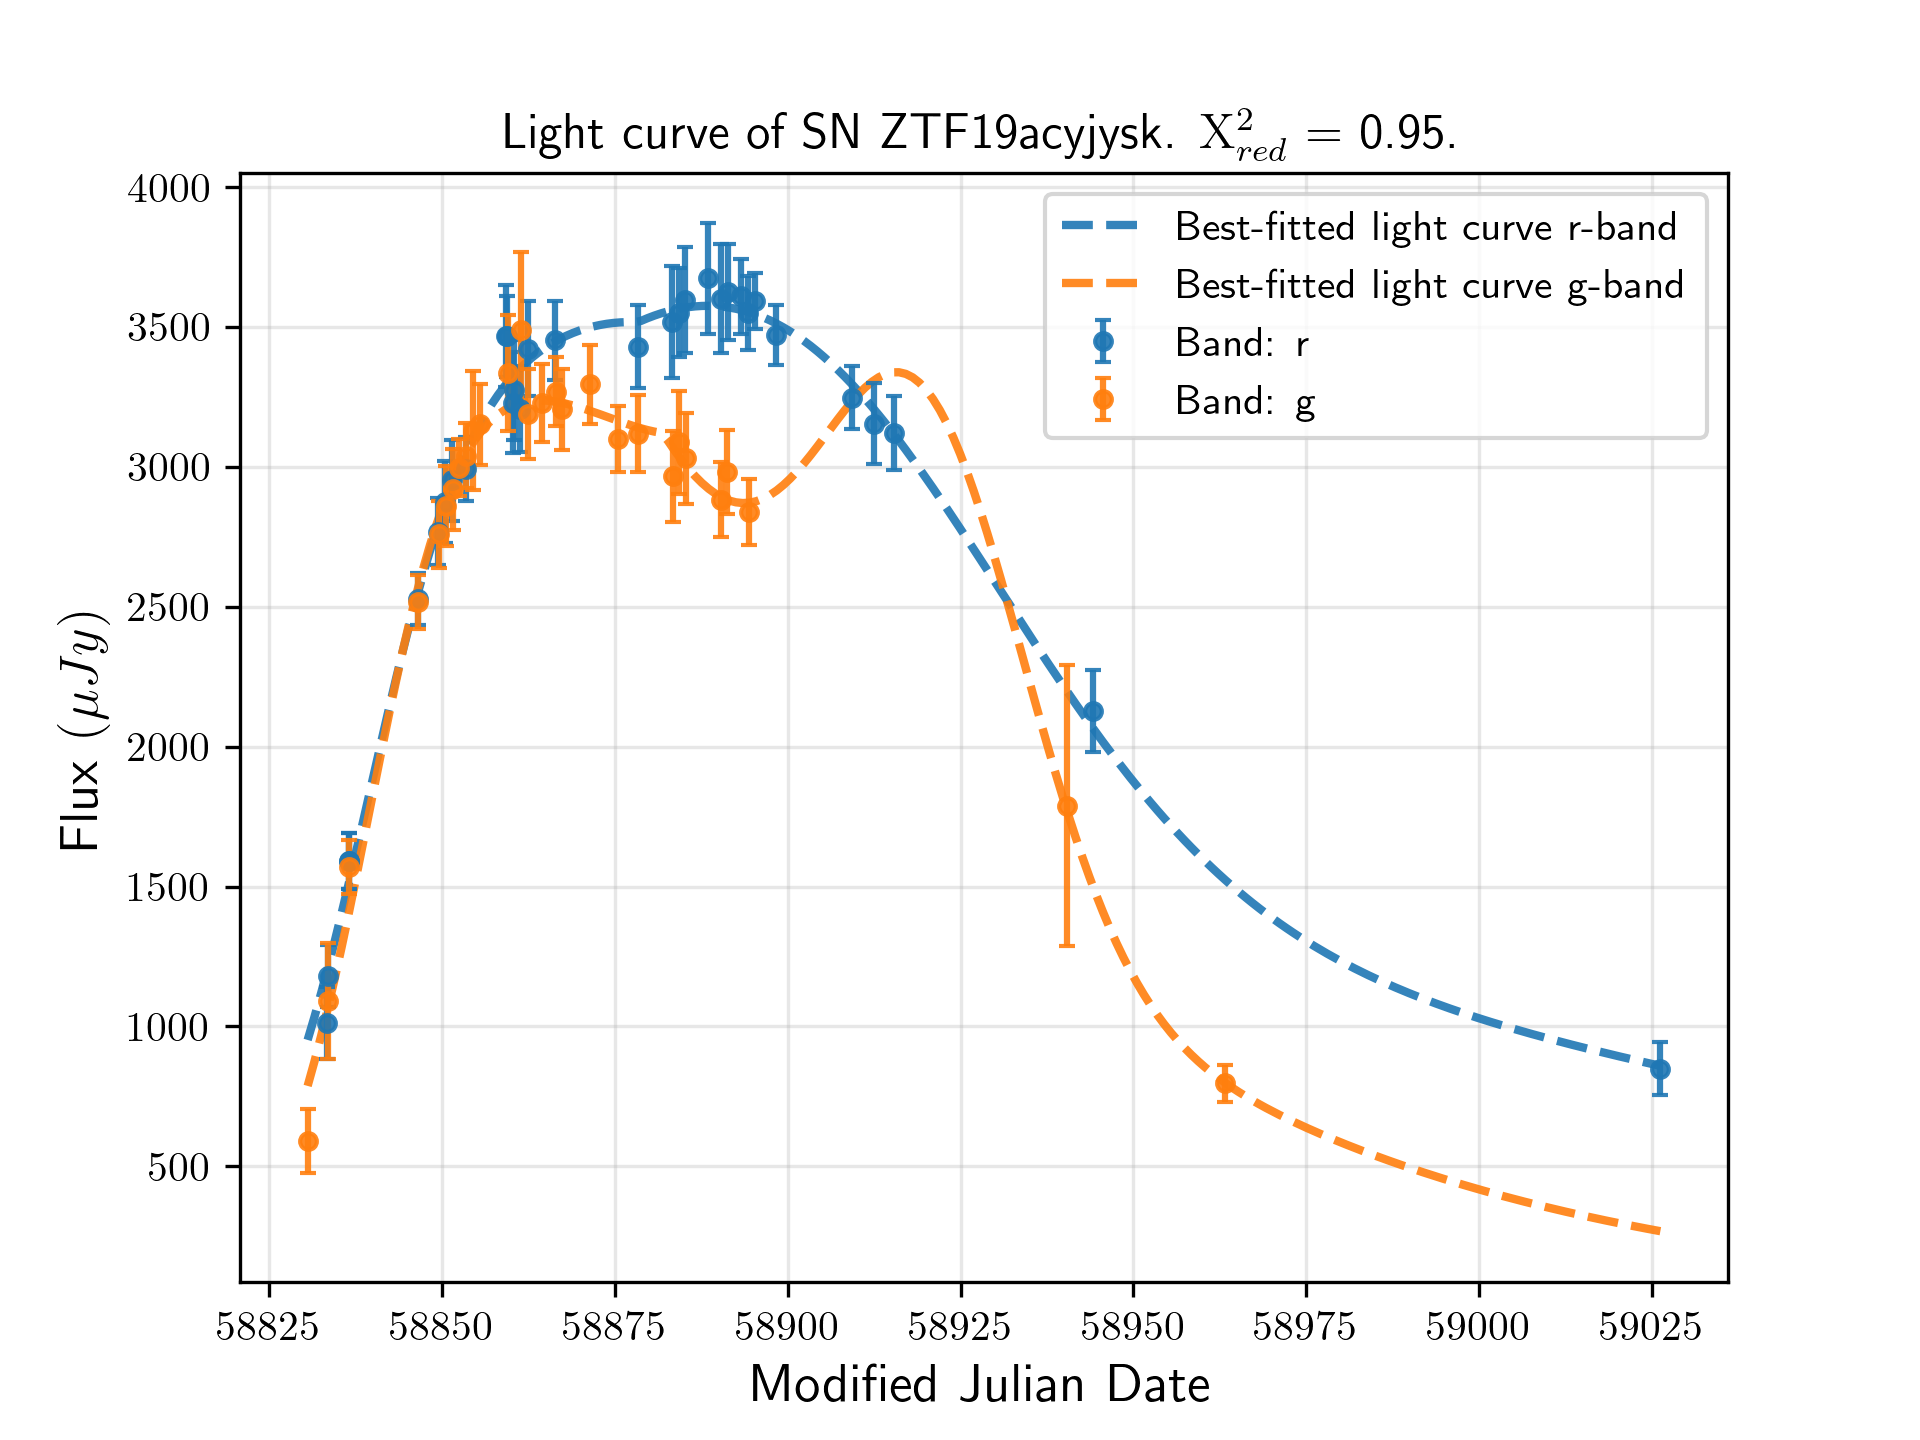 Light curve of SN ZTF19acyjysk. X²_red = 0.95.
4000
3500
3000
2500
2000
1500
1000
500
Flux (μJy)
Best-fitted light curve r-band
Best-fitted light curve g-band
Band: r
Band: g
58825 58850 58875 58900 58925 58950 58975 59000 59025
Modified Julian Date